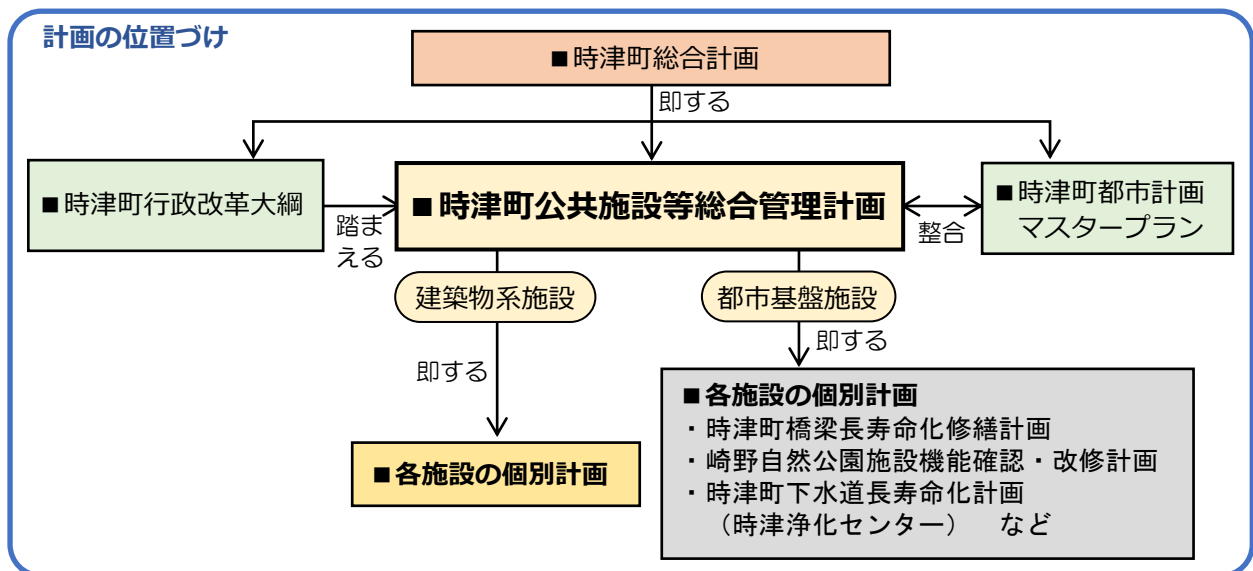 計画の位置づけ
■時津町総合計画
即する
■時津町行政改革大綱
踏ま
える
■時津町公共施設等総合管理計画
整合
■時津町都市計画
マスタープラン
建築物系施設
都市基盤施設
即する
即する
■各施設の個別計画
■各施設の個別計画
・時津町橋梁長寿命化修繕計画
・崎野自然公園施設機能確認・改修計画
・時津町下水道長寿命化計画
（時津浄化センター）　など